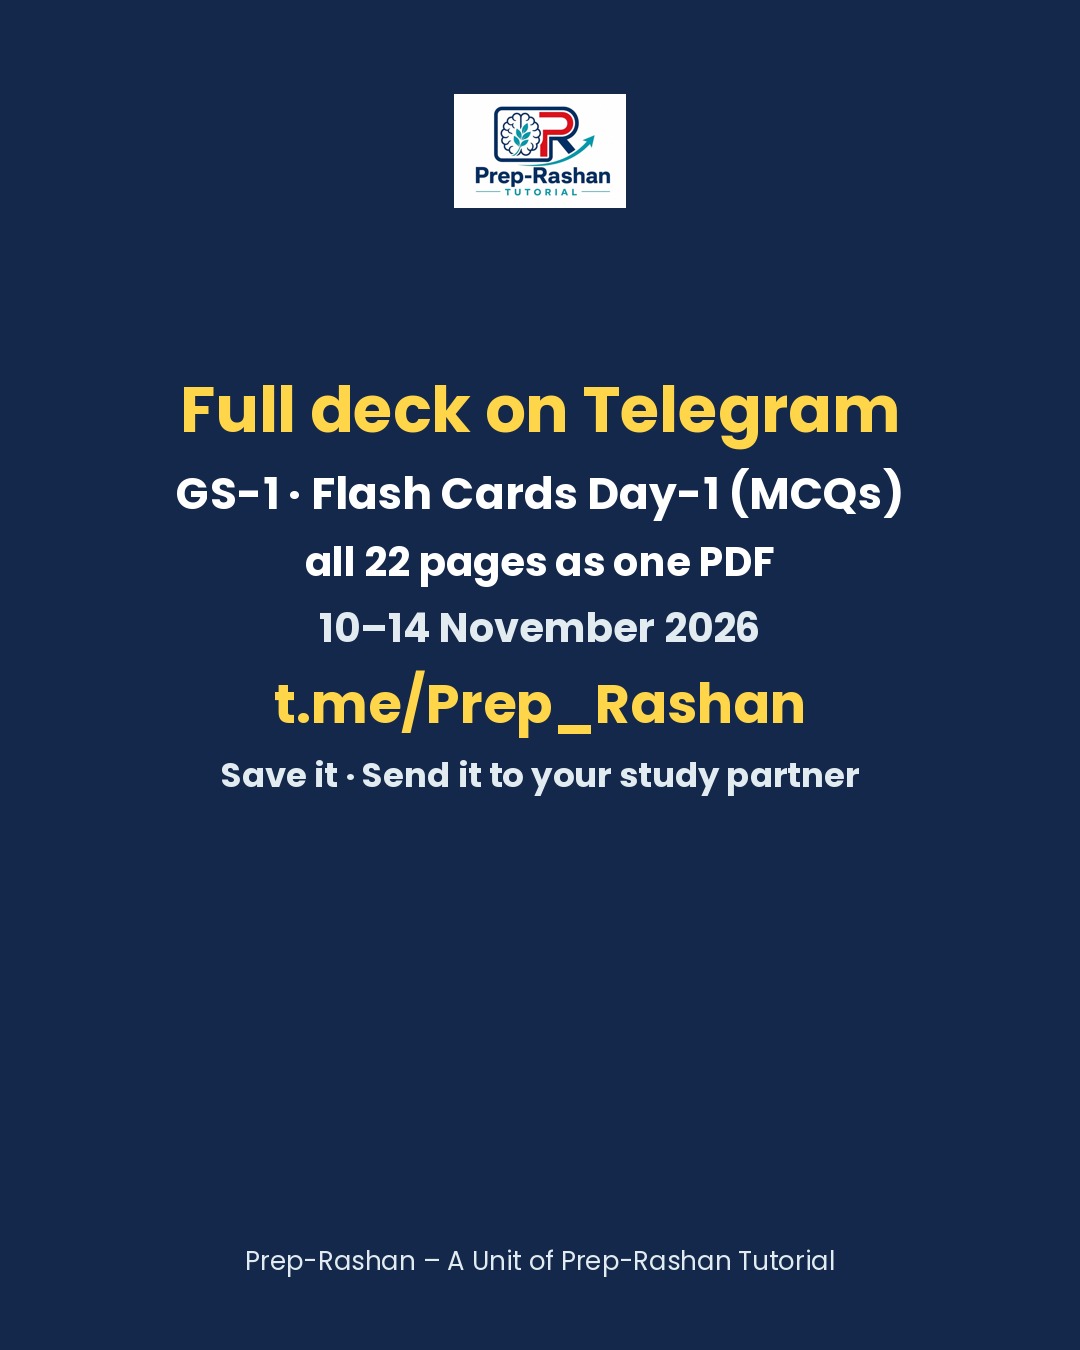 Prep-Rashan
TUTORIAL
Full deck on Telegram
GS-1 · Flash Cards Day-1 (MCQs)
all 22 pages as one PDF
10–14 November 2026
t.me/Prep_Rashan
Save it · Send it to your study partner
Prep-Rashan – A Unit of Prep-Rashan Tutorial